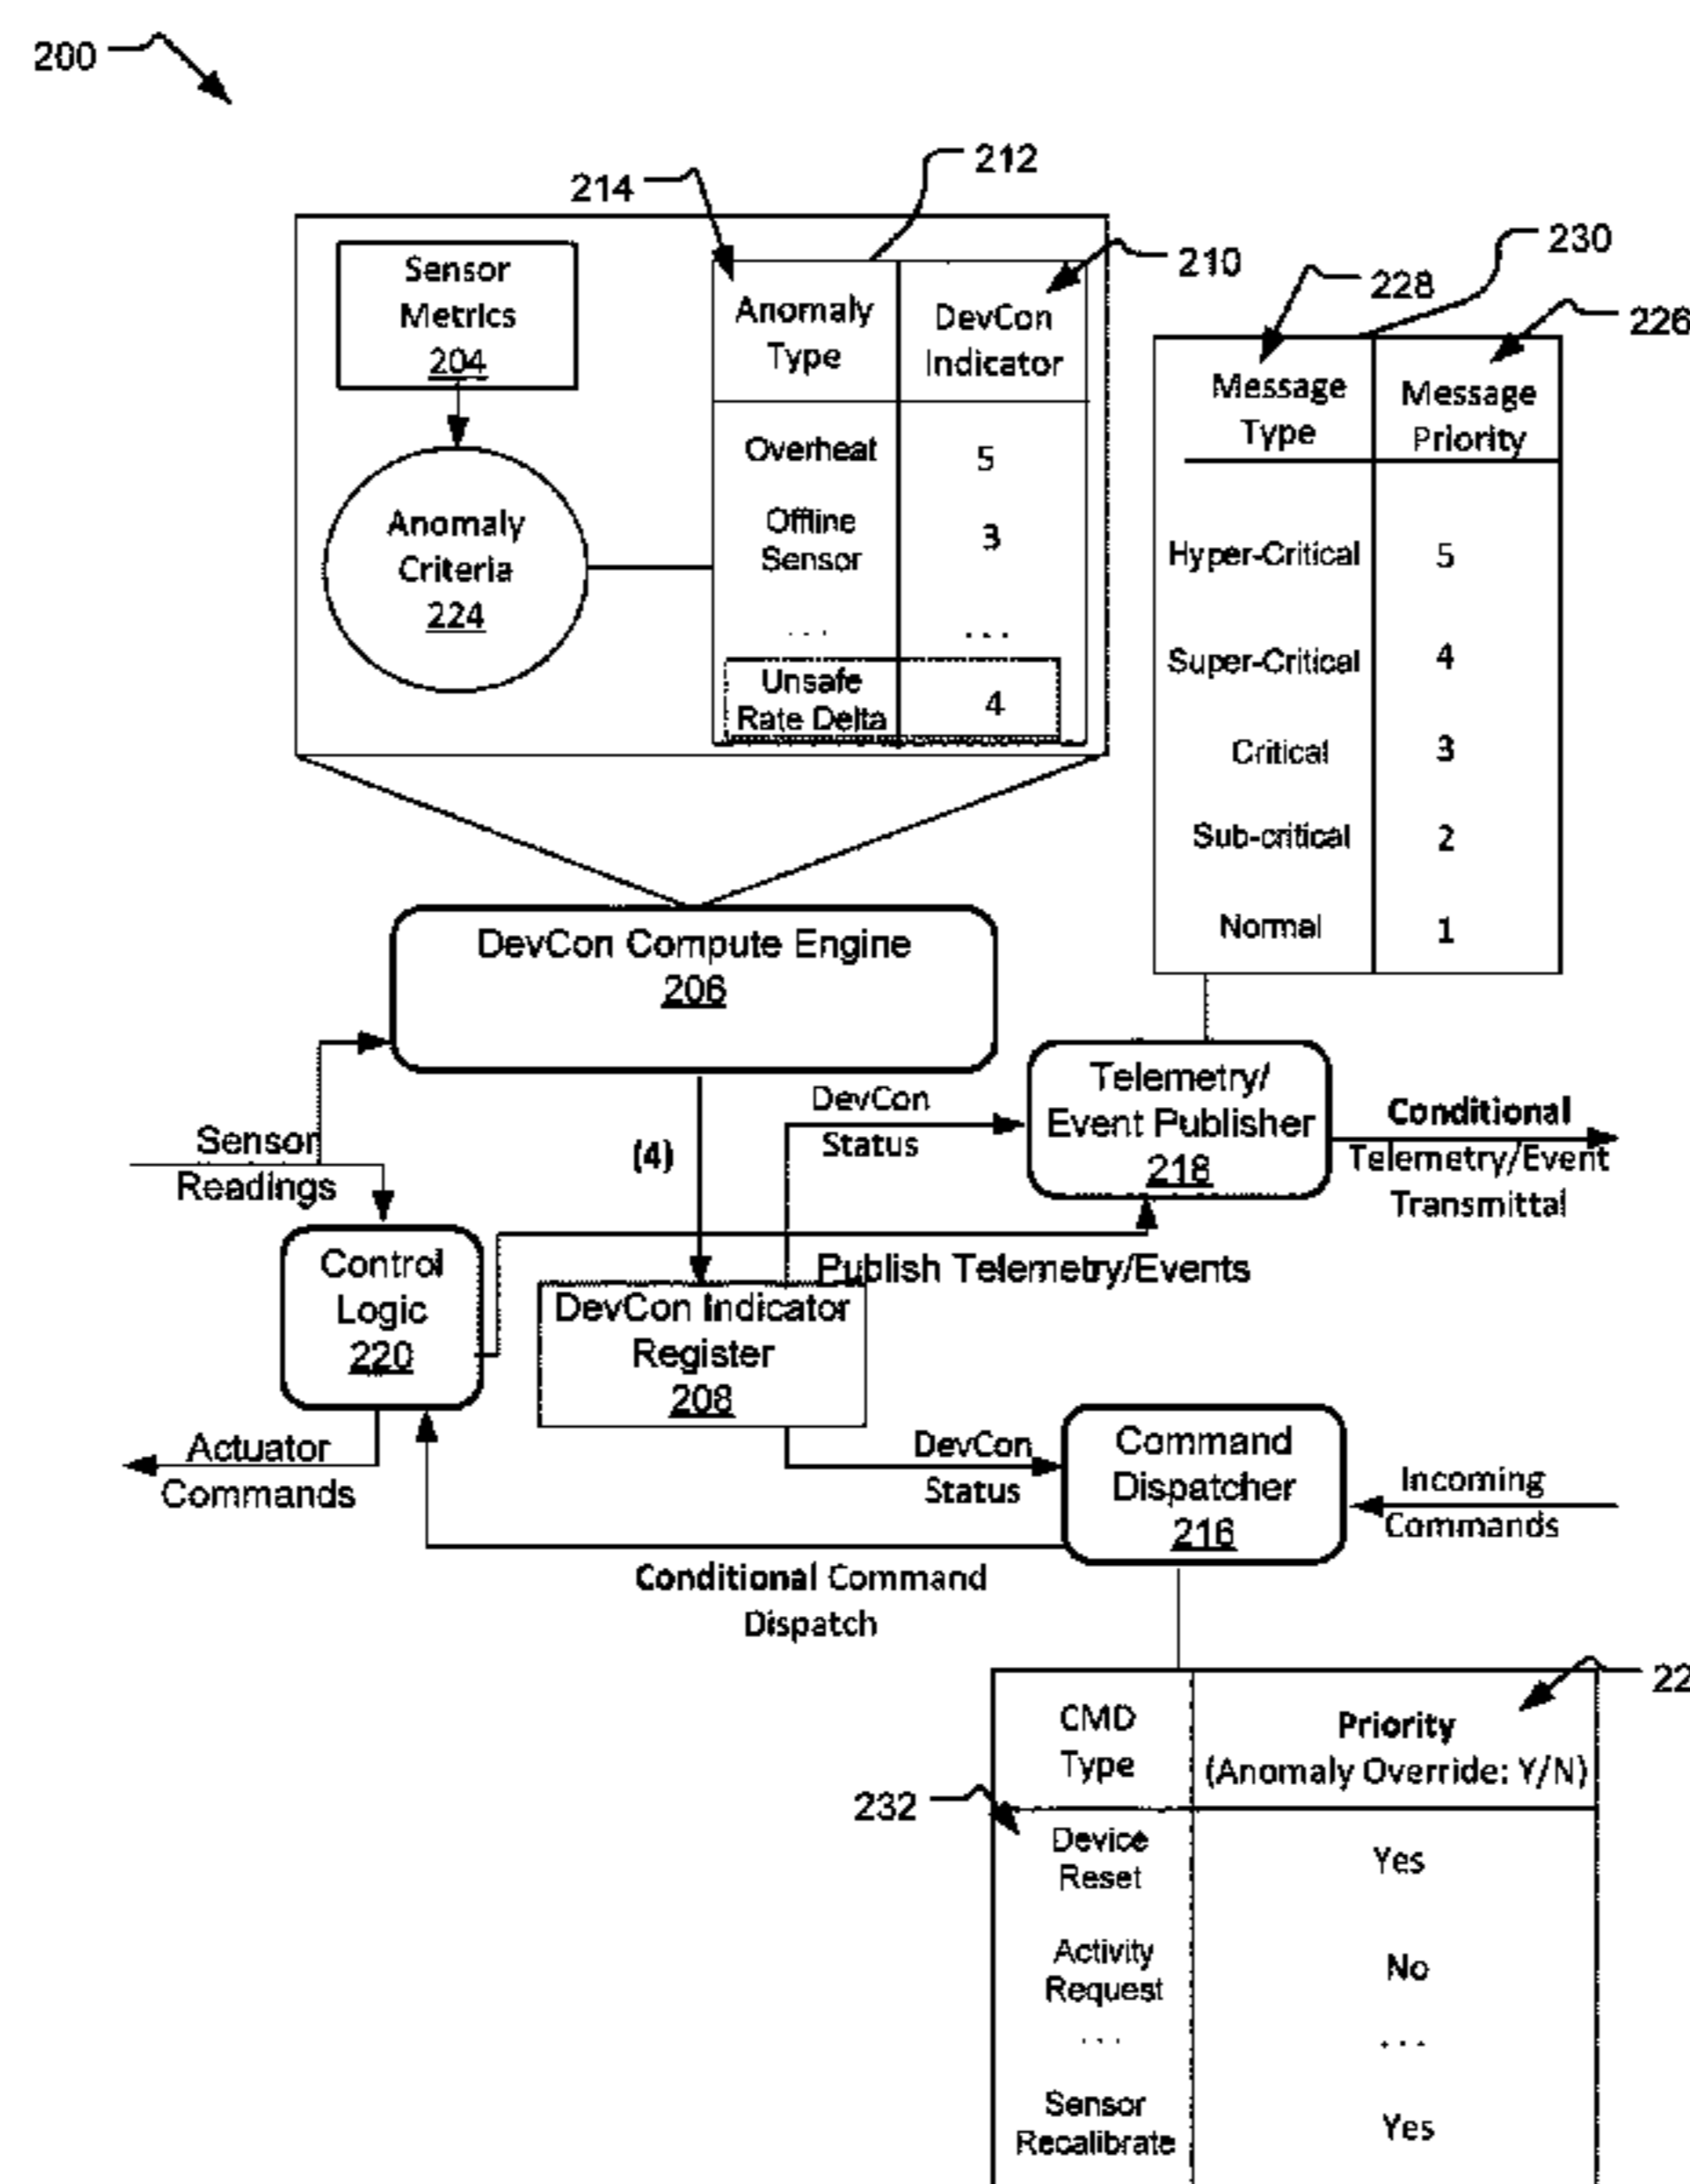 200
212
214
230
210
228
226
Sensor
Metrics
204
Anomaly
Type
DevCon
Indicator
Message
Type
Message
Priority
Overheat
5
Anomaly
Criteria
224
Offline
Sensor
3
Hyper-Critical
5
. . .
. . .
Super-Critical
4
Unsafe
Rate Delta
4
Critical
3
Sub-critical
2
Normal
1
DevCon Compute Engine
206
Telemetry/
Event Publisher
218
DevCon
Status
Conditional
Telemetry/Event
Transmittal
Sensor
Readings
(4)
Control
Logic
220
Publish Telemetry/Events
DevCon Indicator
Register
208
Actuator
Commands
DevCon
Status
Command
Dispatcher
216
Incoming
Commands
Conditional Command
Dispatch
22
CMD
Type
Priority
(Anomaly Override: Y/N)
232
Device
Reset
Yes
Activity
Request
No
. . .
. . .
Sensor
Recalibrate
Yes